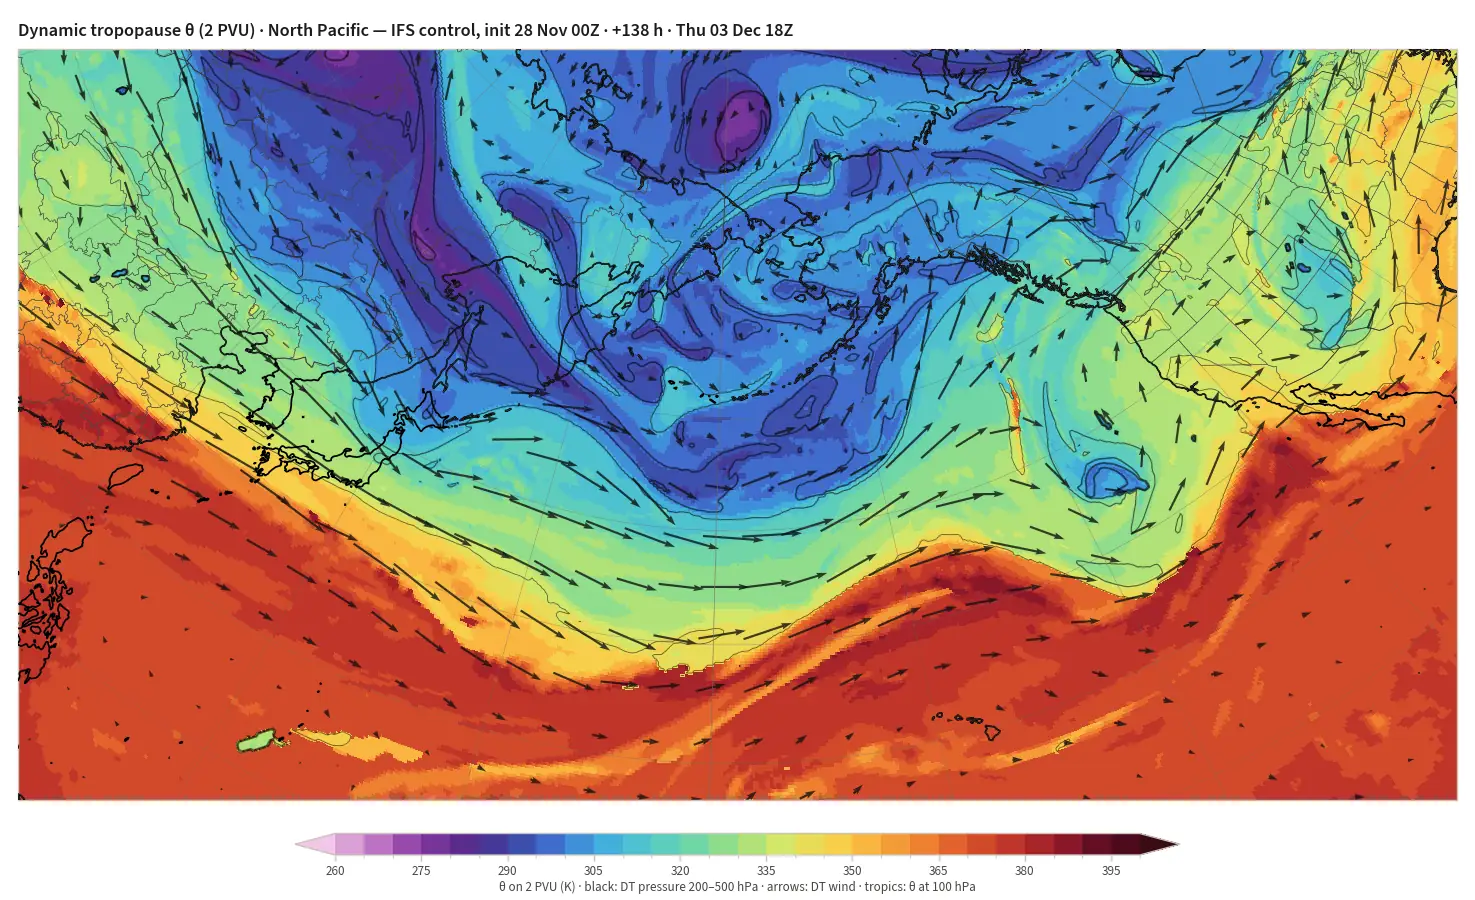 Dynamic tropopause θ (2 PVU) · North Pacific — IFS control, init 28 Nov 00Z · +138 h · Thu 03 Dec 18Z
260 275 290 305 320 335 350 365 380 395
θ on 2 PVU (K) · black: DT pressure 200–500 hPa · arrows: DT wind · tropics: θ at 100 hPa